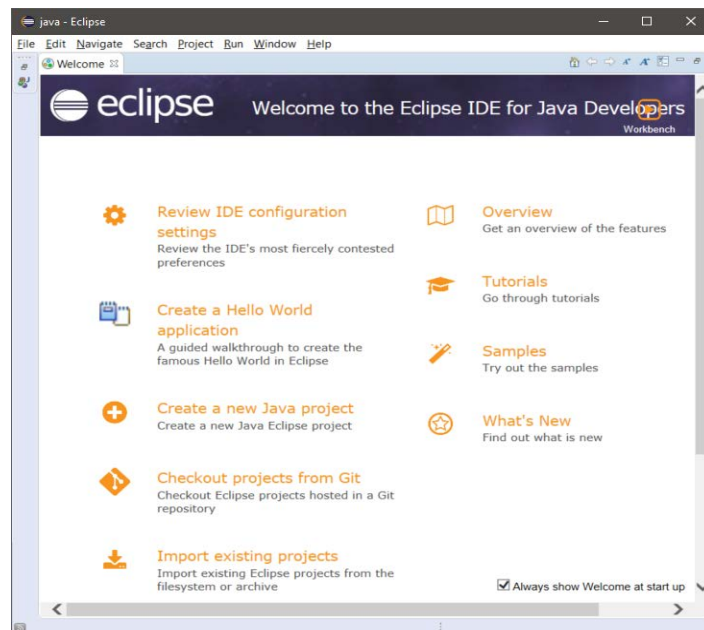 java - Eclipse
File Edit Navigate Search Project Run Window Help
Welcome
eclipse
Welcome to the Eclipse IDE for Java Developers
Workbench
Review IDE configuration
settings
Review the IDE's most fiercely contested
preferences
Create a Hello World
application
A guided walkthrough to create the
famous Hello World in Eclipse
Create a new Java project
Create a new Java Eclipse project
Checkout projects from Git
Checkout Eclipse projects hosted in a Git
repository
Import existing projects
Import existing Eclipse projects from the
filesystem or archive
Overview
Get an overview of the features
Tutorials
Go through tutorials
Samples
Try out the samples
What's New
Find out what is new
Always show Welcome at start up